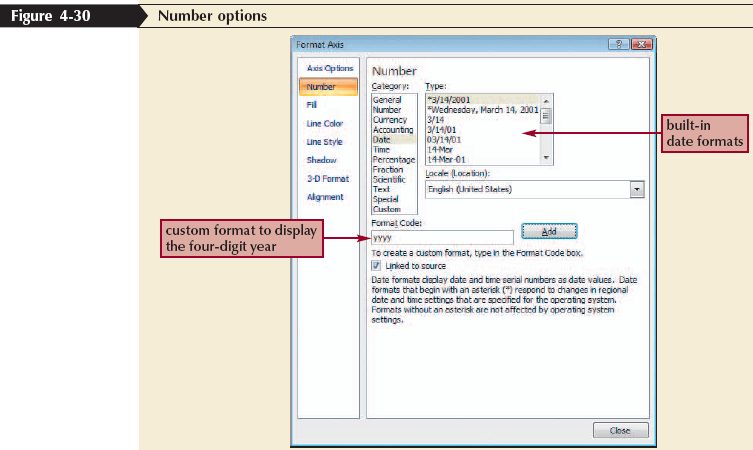 Figure 4-30 Number options
Format Axis
Axis Options
Number
Fill
Line Color
Line Style
Shadow
3-D Format
Alignment
Number
Category:
General
Number
Currency
Accounting
Date
Time
Percentage
Fraction
Scientific
Text
Special
Custom
Type:
*3/14/2001
*Wednesday, March 14, 2001
3/14
3/14/01
03/14/01
14-Mar
14-Mar-01
Locale (Location):
English (United States)
Format Code:
yyyy
Add
To create a custom format, type in the Format Code box.
Linked to source
Date formats display date and time serial numbers as date values. Date
formats that begin with an asterisk (*) respond to changes in regional
date and time settings that are specified for the operating system.
Formats without an asterisk are not affected by operating system
settings.
Close
built-in
date formats
custom format to display
the four-digit year